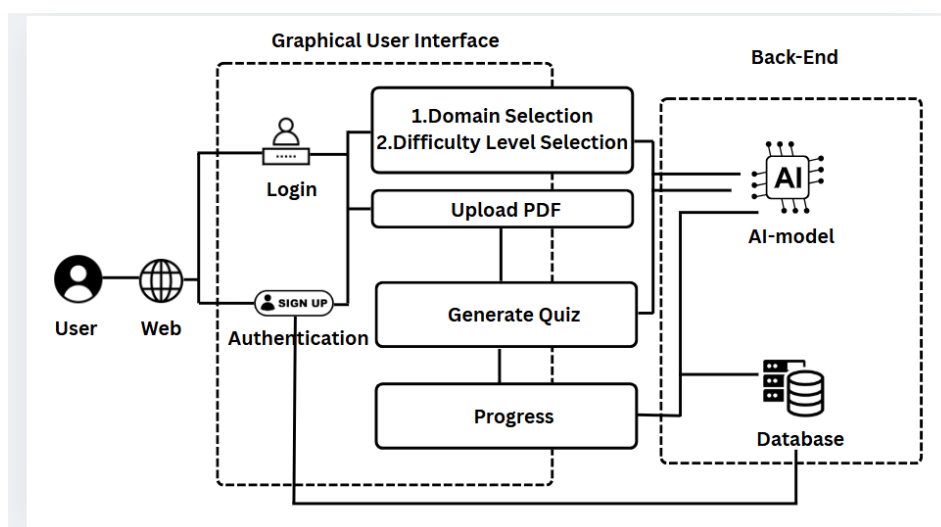 Graphical User Interface
Back-End
1.Domain Selection
2.Difficulty Level Selection
Login
Upload PDF
AI
AI-model
User
Web
SIGN UP
Authentication
Generate Quiz
Progress
Database